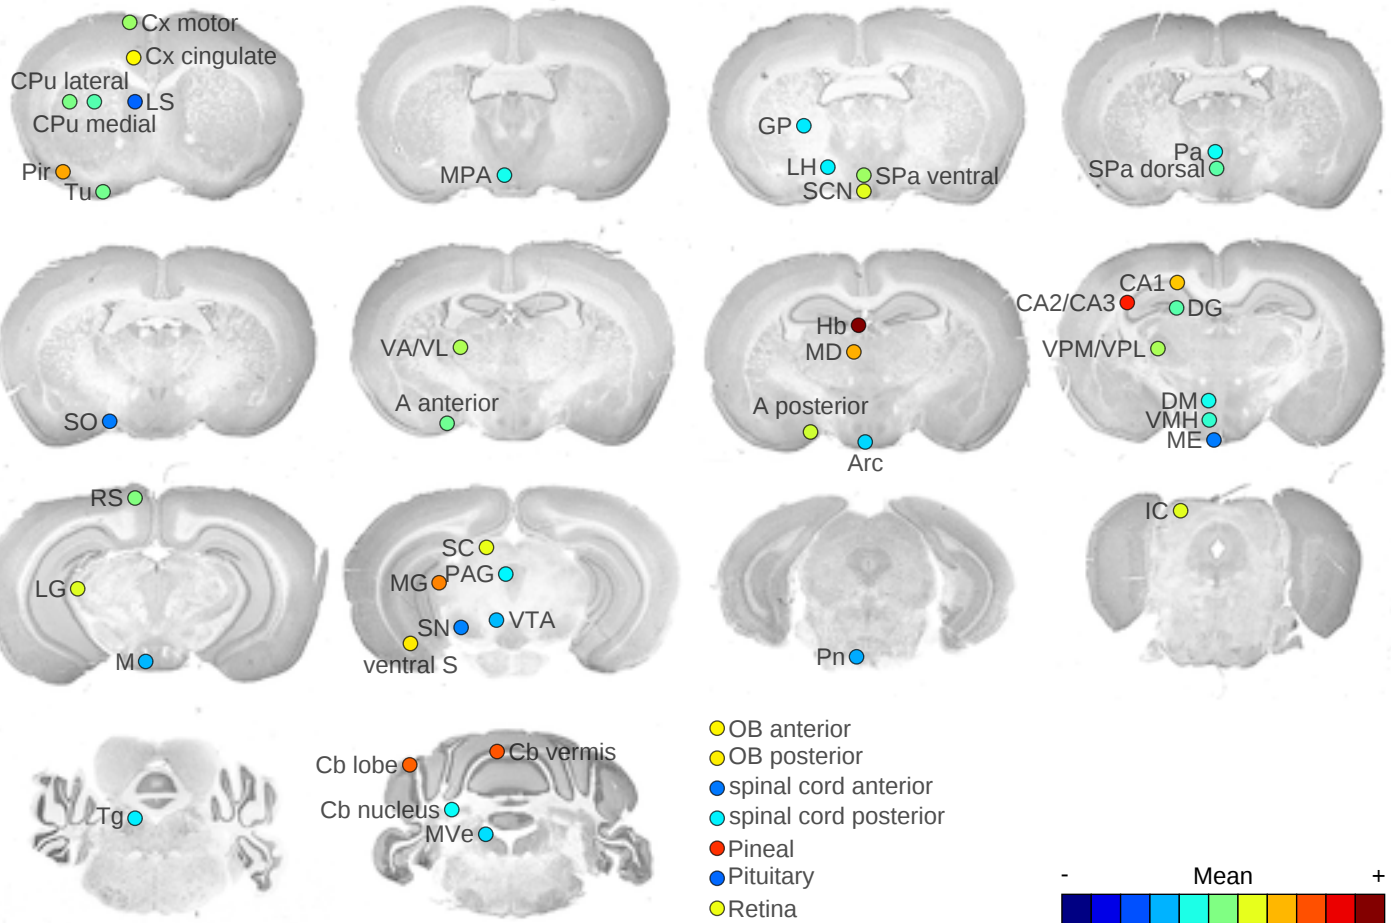 Cx motor
Cx cingulate
CPu lateral
LS
CPu medial
Pir
Tu
MPA
GP
LH
SPa ventral
SCN
Pa
SPa dorsal
SO
VA/VL
A anterior
Hb
MD
A posterior
Arc
CA1
CA2/CA3
DG
VPM/VPL
DM
VMH
ME
RS
LG
M
SC
MG
PAG
SN
VTA
ventral S
Pn
IC
Tg
Cb lobe
Cb vermis
Cb nucleus
MVe
OB anterior
OB posterior
spinal cord anterior
spinal cord posterior
Pineal
Pituitary
Retina
- Mean +